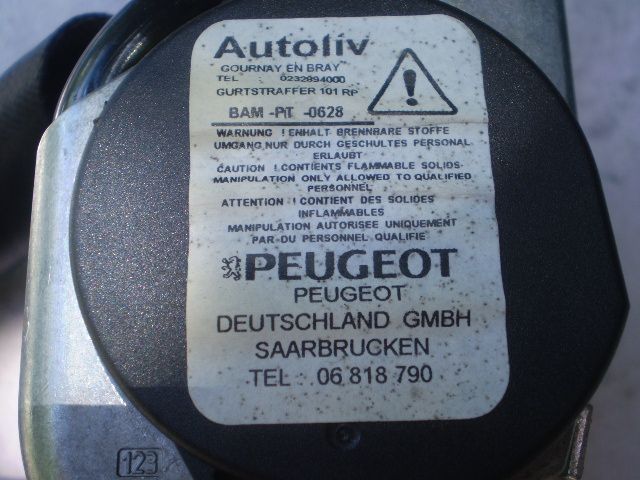 Autoliv
GOURNAY EN BRAY
TEL 0232894000
GURTSTRAFFER 101 RP
BAM -PIT -0628
WARNUNG ! ENHALT BRENNBARE STOFFE
UMGANG NUR DURCH GESCHULTES PERSONAL
ERLAUBT
CAUTION ! CONTIENTS FLAMMABLE SOLIDS
MANIPULATION ONLY ALLOWED TO QUALIFIED
PERSONNEL
ATTENTION ! CONTIENT DES SOLIDES
INFLAMMABLES
MANIPULATION AUTORISEE UNIQUEMENT
PAR DU PERSONNEL QUALIFIE
PEUGEOT
PEUGEOT
DEUTSCHLAND GMBH
SAARBRUCKEN
TEL : 06 818 790
123